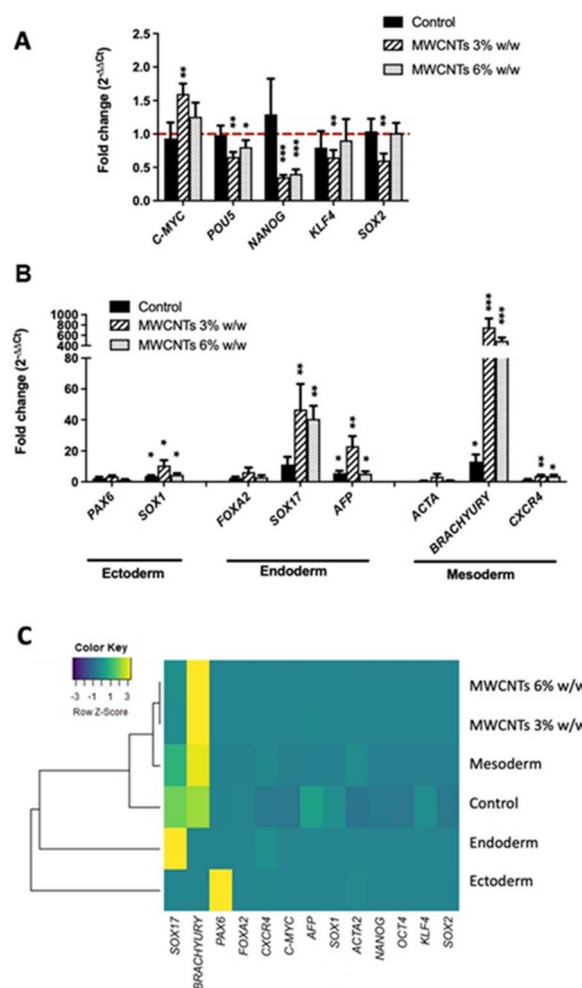 A
Control
MWCNTs 3% w/w
MWCNTs 6% w/w
Fold change (2^-ΔΔCt)
2.5
2.0
1.5
1.0
0.5
0.0
** ** * *** *** ** **
C-MYC POU5 NANOG KLF4 SOX2
B
Control
MWCNTs 3% w/w
MWCNTs 6% w/w
Fold change (2^-ΔΔCt)
1000
800
600
400
60
40
20
0
* * * ** ** * ** * * *** *** ** *
PAX6 SOX1 FOXA2 SOX17 AFP ACTA BRACHYURY CXCR4
Ectoderm Endoderm Mesoderm
C
Color Key
-3 -1 1 3
Row Z-Score
MWCNTs 6% w/w
MWCNTs 3% w/w
Mesoderm
Control
Endoderm
Ectoderm
SOX17 BRACHYURY PAX6 FOXA2 CXCR4 C-MYC AFP SOX1 ACTA2 NANOG OCT4 KLF4 SOX2